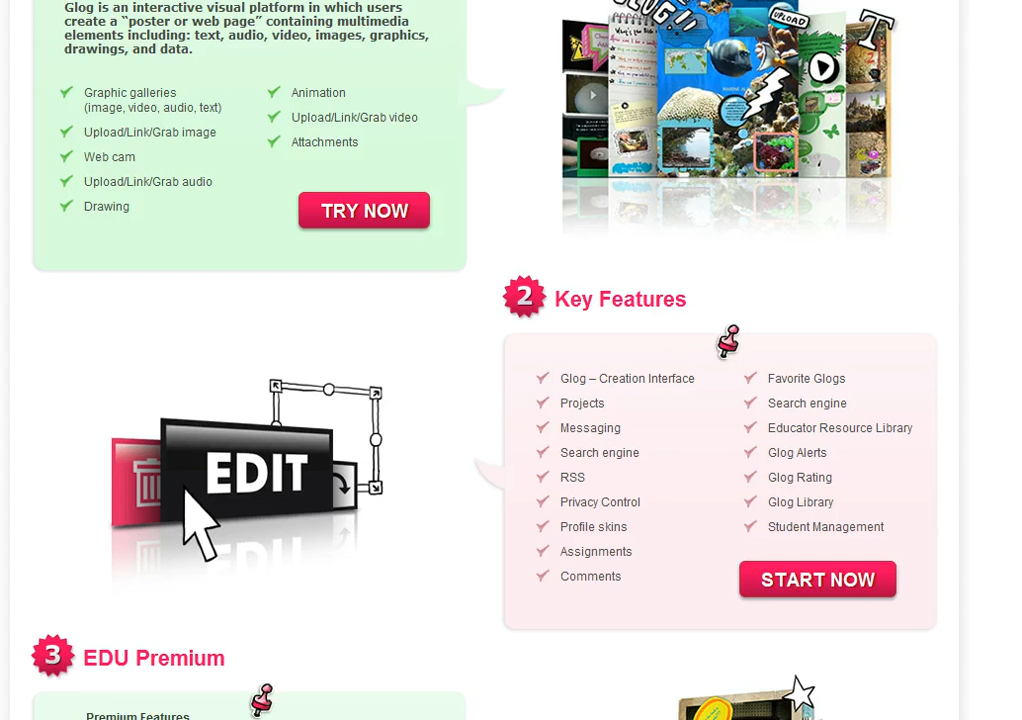 Glog is an interactive visual platform in which users
create a “poster or web page” containing multimedia
elements including: text, audio, video, images, graphics,
drawings, and data.
Graphic galleries
(image, video, audio, text)
Upload/Link/Grab image
Web cam
Upload/Link/Grab audio
Drawing
Animation
Upload/Link/Grab video
Attachments
TRY NOW
BLOG!!
UPLOAD
T
2
Key Features
Glog – Creation Interface
Projects
Messaging
Search engine
RSS
Privacy Control
Profile skins
Assignments
Comments
Favorite Glogs
Search engine
Educator Resource Library
Glog Alerts
Glog Rating
Glog Library
Student Management
START NOW
EDIT
3
EDU Premium
Premium Features